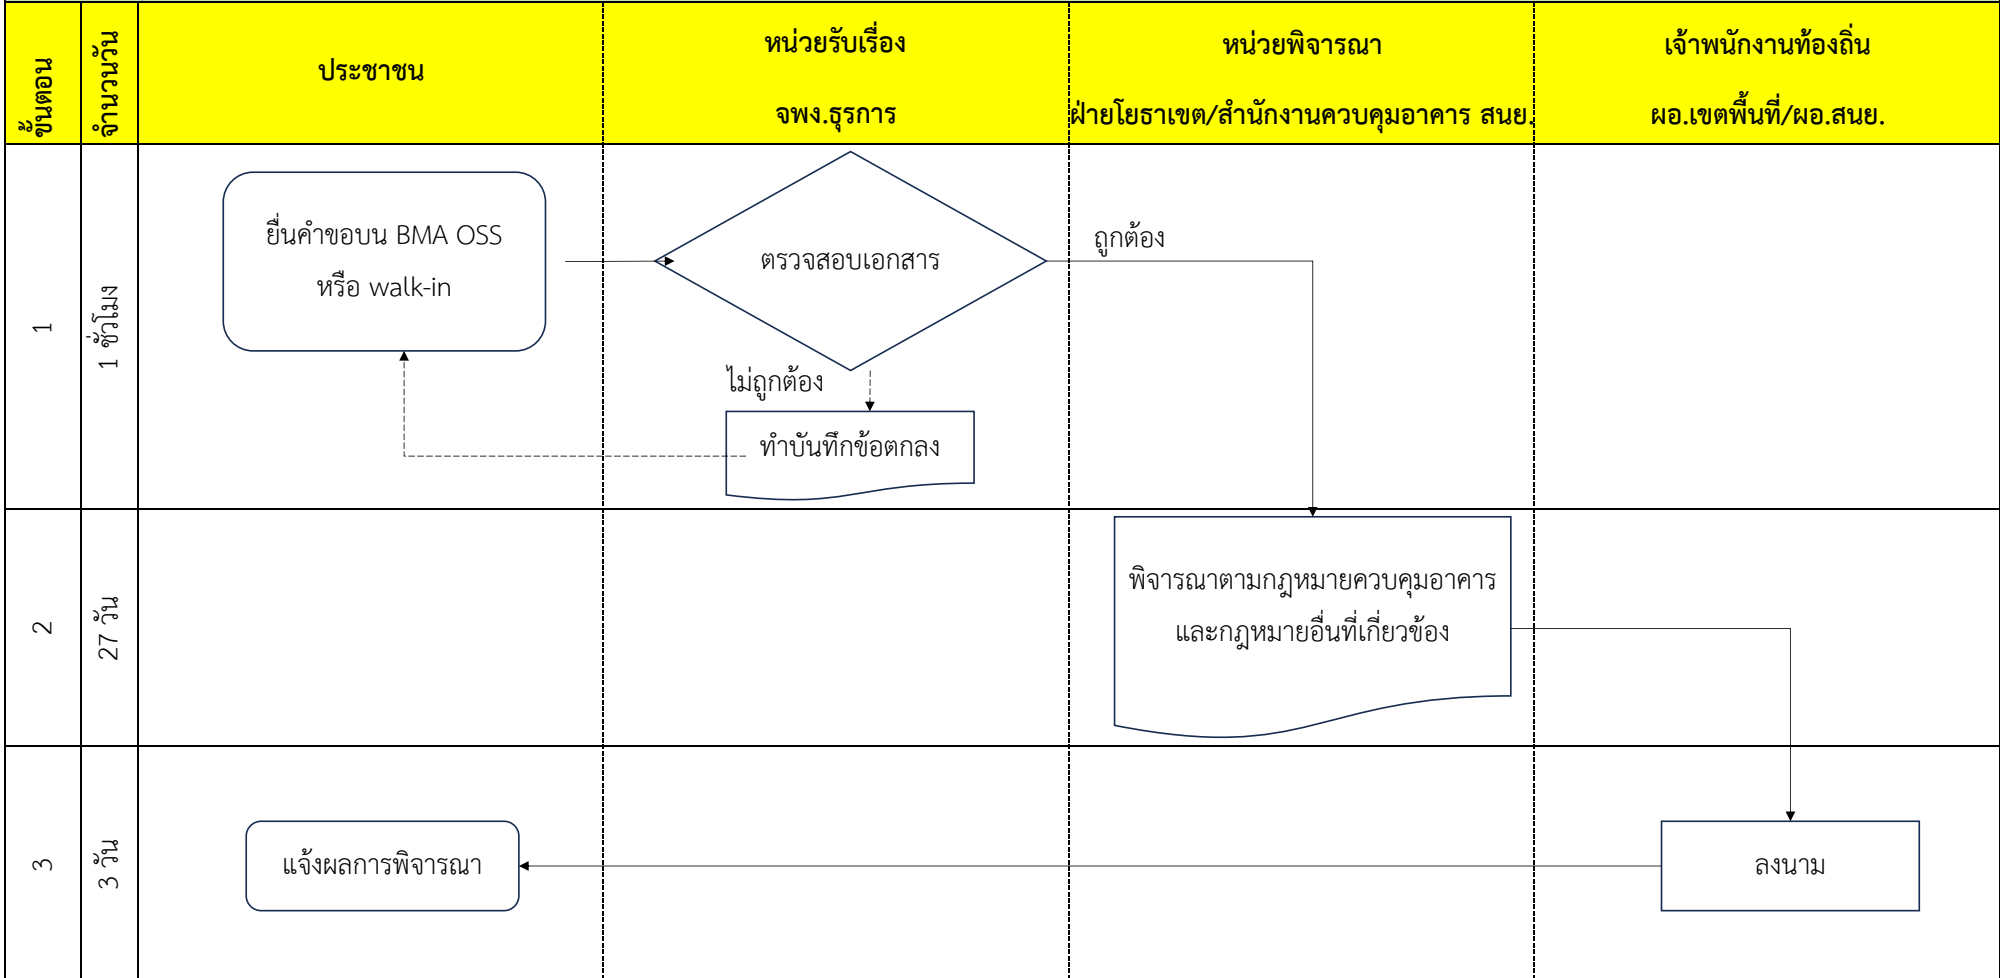 ขั้นตอน
จำนวนวัน
ประชาชน
หน่วยรับเรื่อง
จพง.ธุรการ
หน่วยพิจารณา
ฝ่ายโยธาเขต/สำนักงานควบคุมอาคาร สนย.
เจ้าพนักงานท้องถิ่น
ผอ.เขตพื้นที่/ผอ.สนย.
1
1 ชั่วโมง
ยื่นคำขอบน BMA OSS
หรือ walk-in
ตรวจสอบเอกสาร
ถูกต้อง
ไม่ถูกต้อง
ทำบันทึกข้อตกลง
2
27 วัน
พิจารณาตามกฎหมายควบคุมอาคาร
และกฎหมายอื่นที่เกี่ยวข้อง
3
3 วัน
แจ้งผลการพิจารณา
ลงนาม